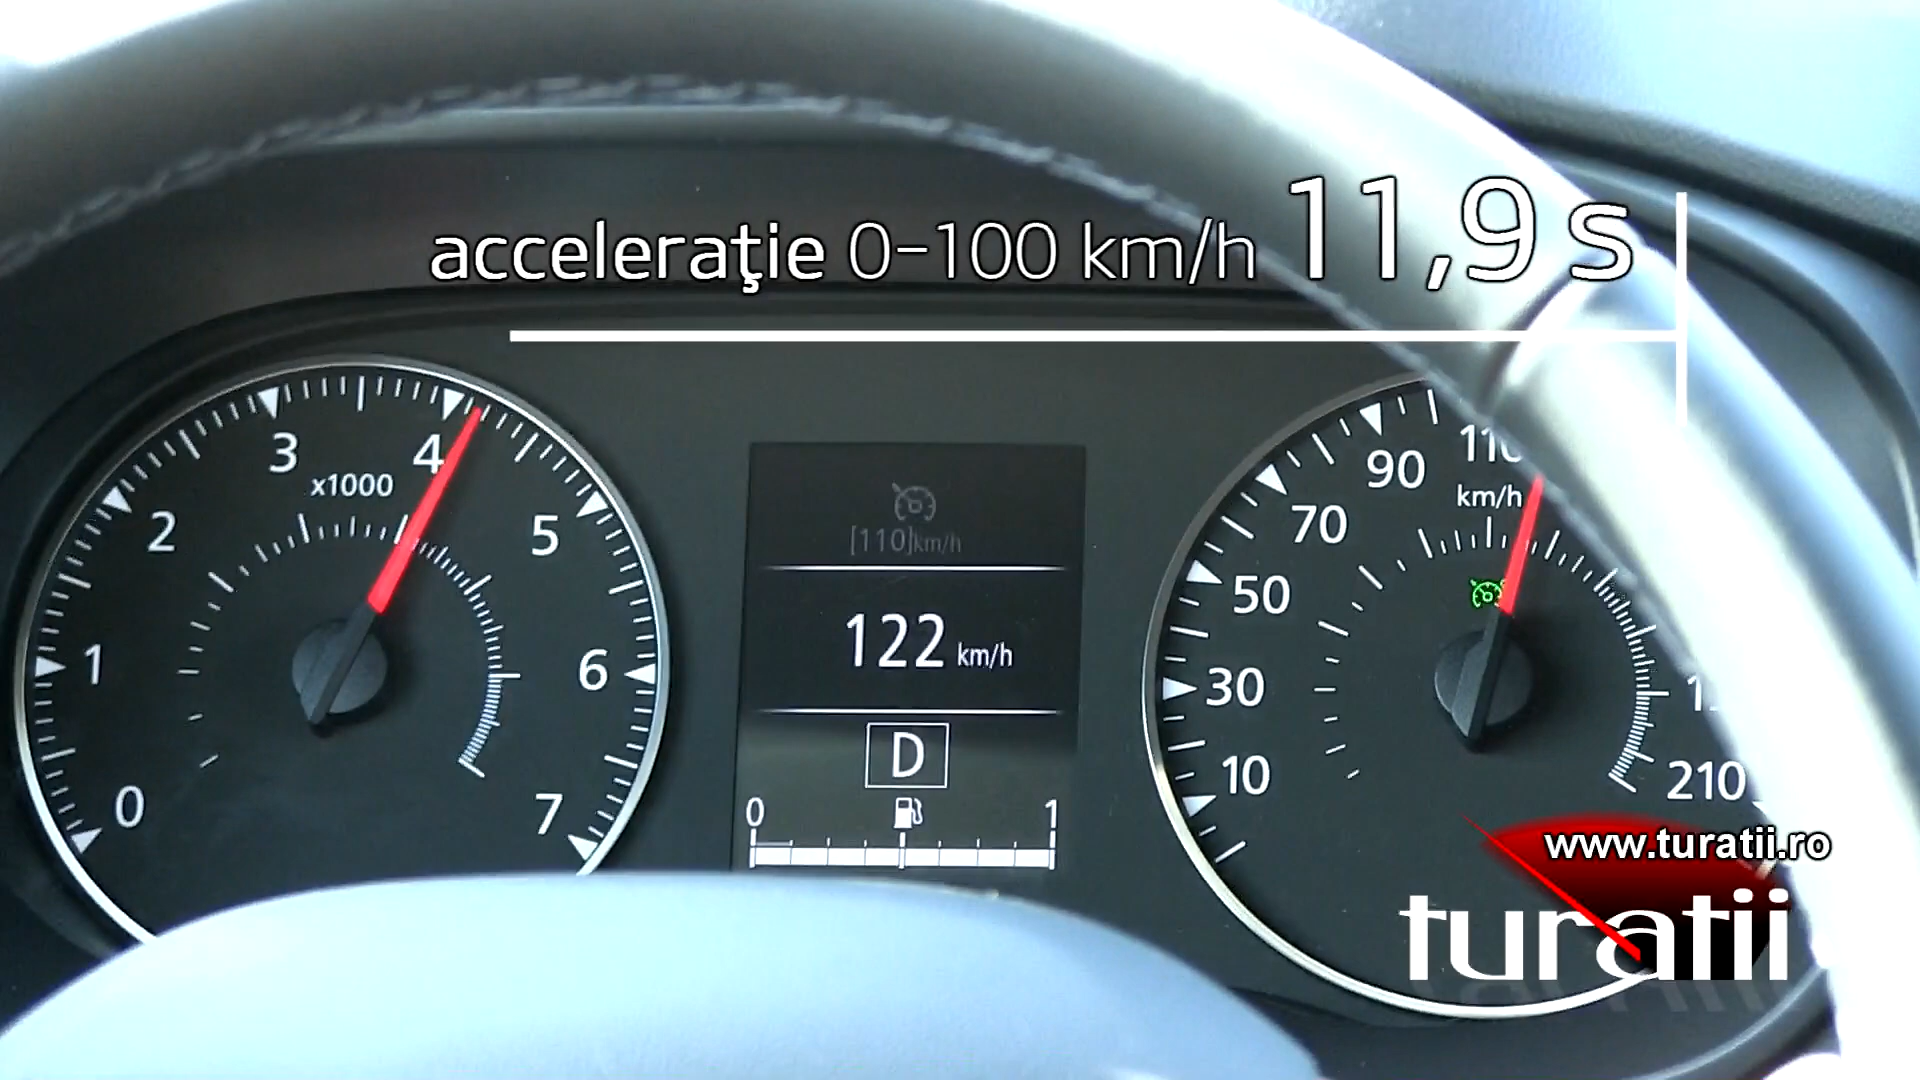 acceleraţie 0-100 km/h 11,9 s
0
1
2
3
4
5
6
7
x1000
[110]km/h
122 km/h
D
0 1
10
30
50
70
90
km/h
210
www.turatii.ro
turatii